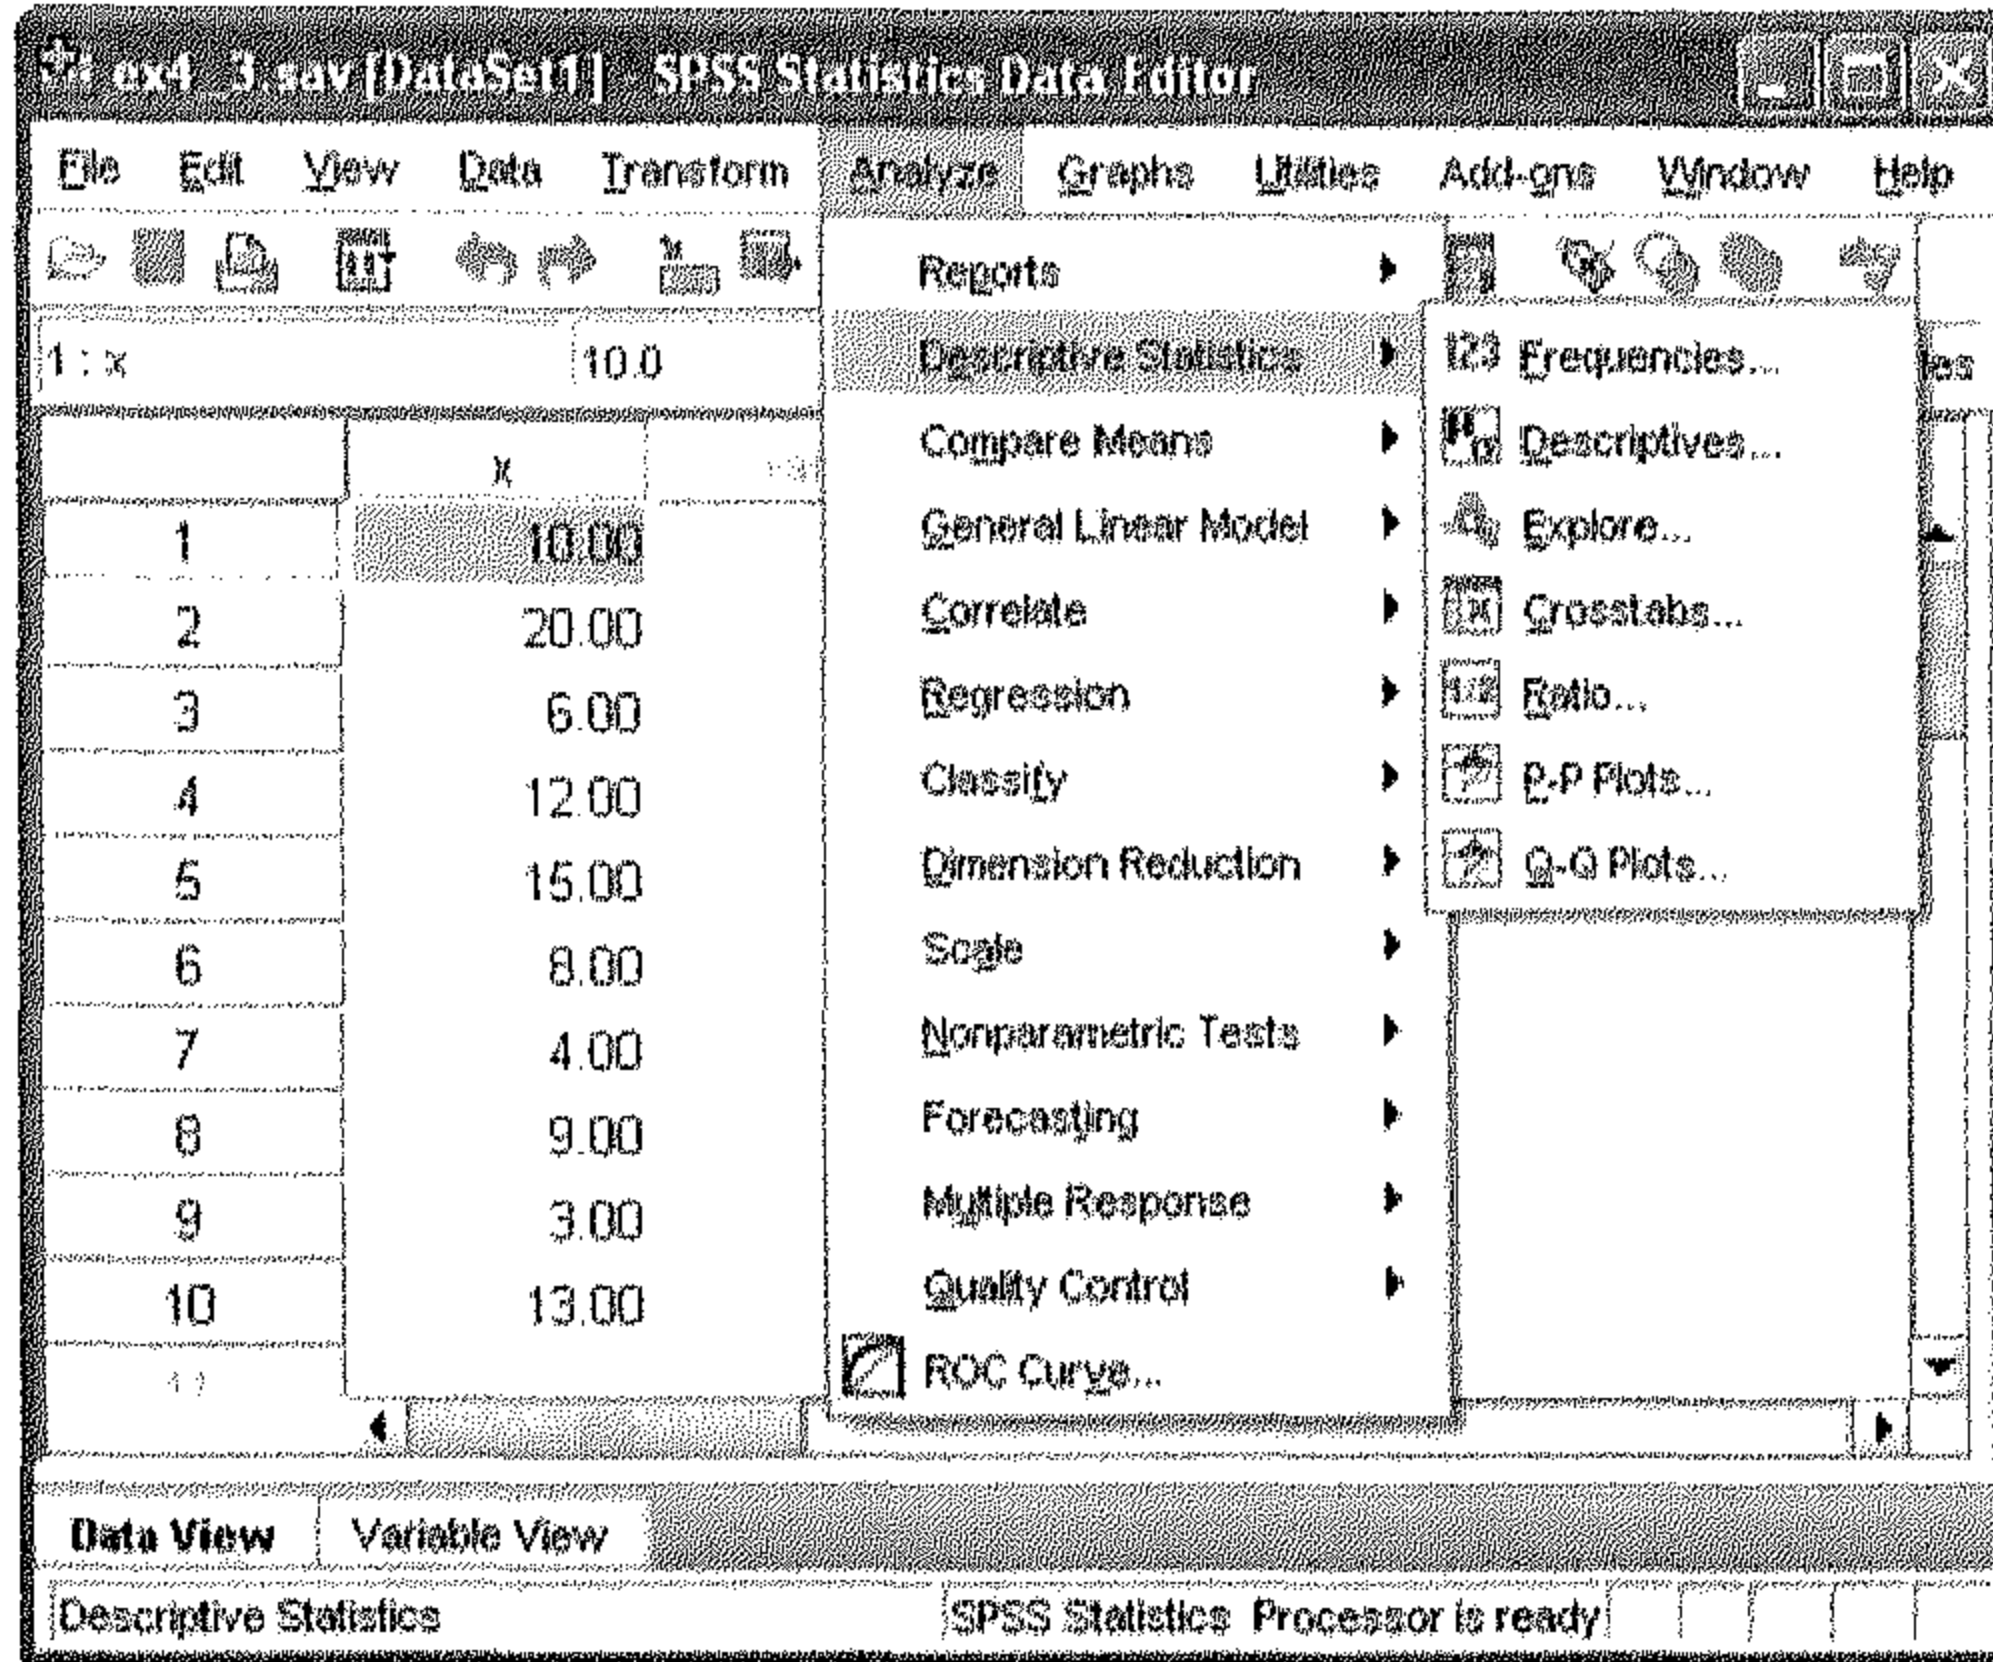 ex4_3.sav [DataSet1] - SPSS Statistics Data Editor
File Edit View Data Transform Analyze Graphs Utilities Add-ons Window Help
1 : x 10.0
x
1 10.00
2 20.00
3 6.00
4 12.00
5 15.00
6 8.00
7 4.00
8 9.00
9 3.00
10 13.00
Reports
Descriptive Statistics
Compare Means
General Linear Model
Correlate
Regression
Classify
Dimension Reduction
Scale
Nonparametric Tests
Forecasting
Multiple Response
Quality Control
ROC Curve...
123 Frequencies...
Descriptives...
Explore...
Crosstabs...
Ratio...
P-P Plots...
Q-Q Plots...
Data View Variable View
Descriptive Statistics SPSS Statistics Processor is ready